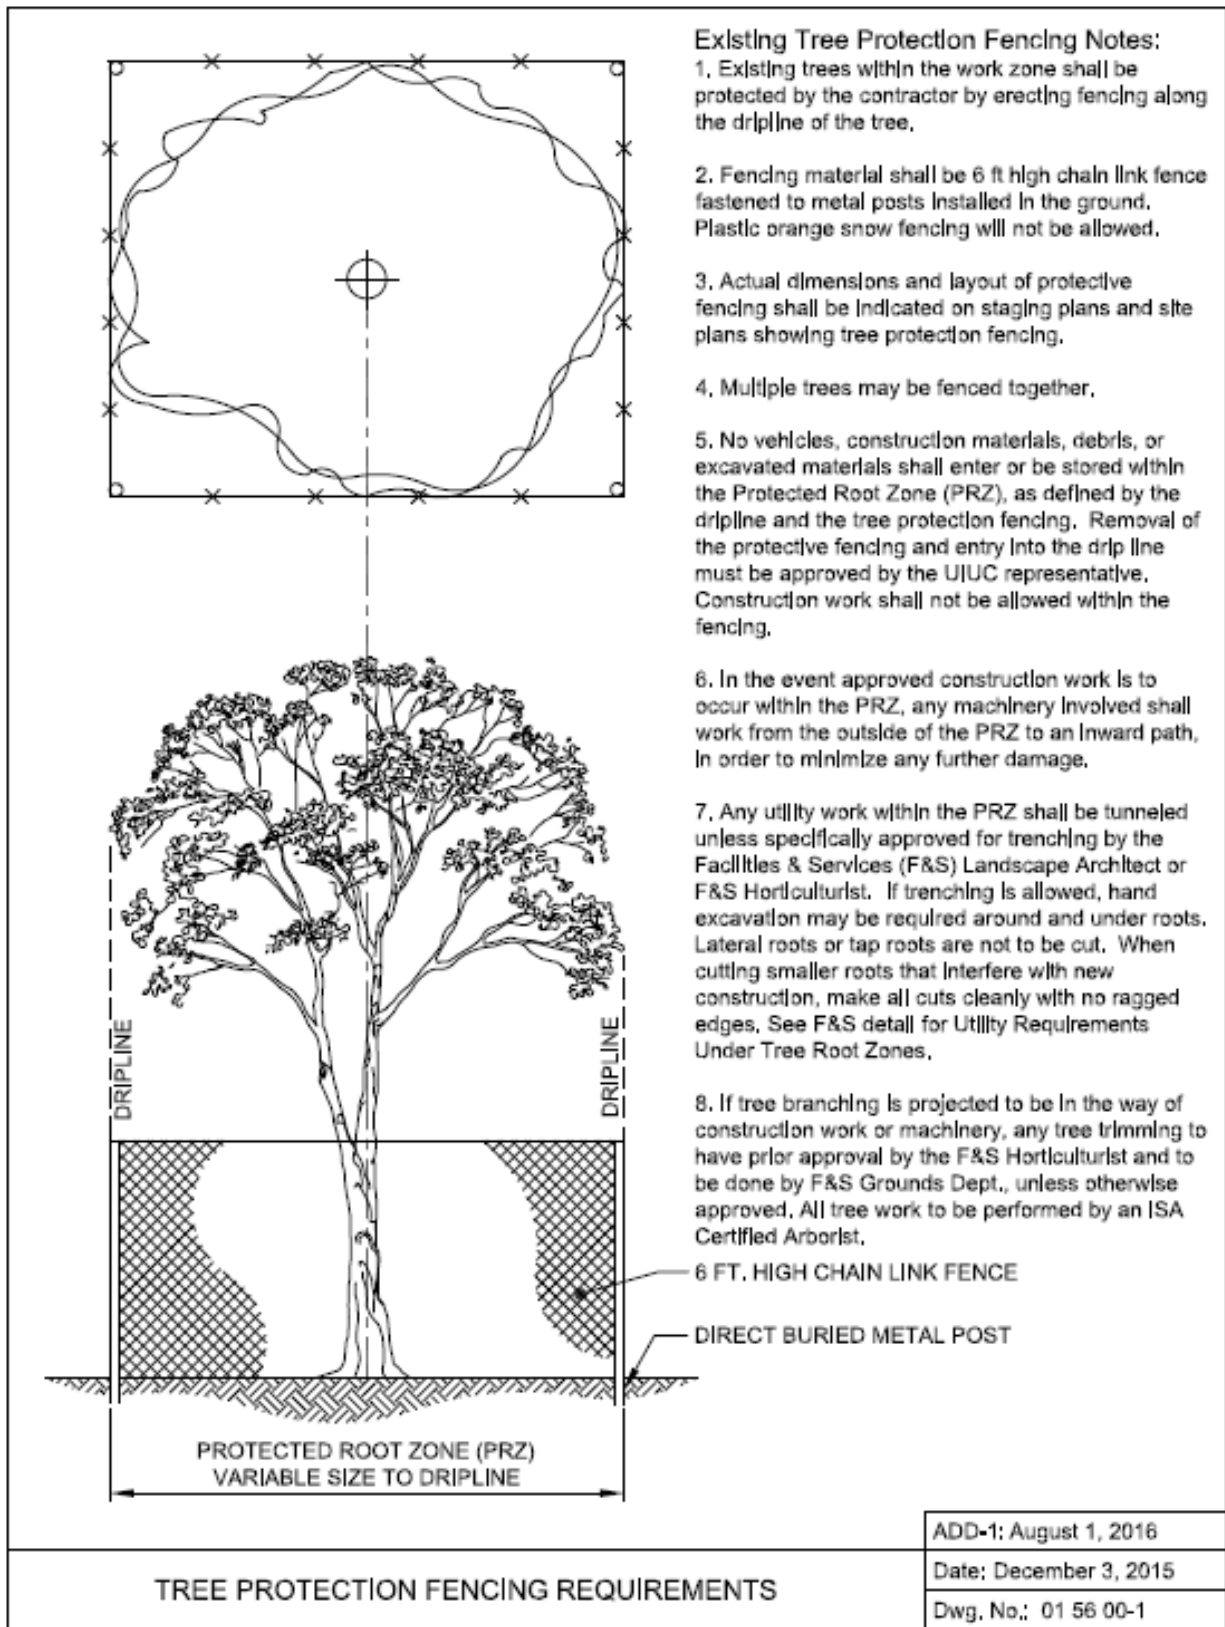 Existing Tree Protection Fencing Notes:
1. Existing trees within the work zone shall be
protected by the contractor by erecting fencing along
the dripline of the tree.
2. Fencing material shall be 6 ft high chain link fence
fastened to metal posts installed in the ground.
Plastic orange snow fencing will not be allowed.
3. Actual dimensions and layout of protective
fencing shall be indicated on staging plans and site
plans showing tree protection fencing.
4. Multiple trees may be fenced together.
5. No vehicles, construction materials, debris, or
excavated materials shall enter or be stored within
the Protected Root Zone (PRZ), as defined by the
dripline and the tree protection fencing. Removal of
the protective fencing and entry into the drip line
must be approved by the UIUC representative.
Construction work shall not be allowed within the
fencing.
6. In the event approved construction work is to
occur within the PRZ, any machinery involved shall
work from the outside of the PRZ to an inward path,
in order to minimize any further damage.
7. Any utility work within the PRZ shall be tunneled
unless specifically approved for trenching by the
Facilities & Services (F&S) Landscape Architect or
F&S Horticulturist. If trenching is allowed, hand
excavation may be required around and under roots.
Lateral roots or tap roots are not to be cut. When
cutting smaller roots that interfere with new
construction, make all cuts cleanly with no ragged
edges. See F&S detail for Utility Requirements
Under Tree Root Zones.
8. If tree branching is projected to be in the way of
construction work or machinery, any tree trimming to
have prior approval by the F&S Horticulturist and to
be done by F&S Grounds Dept., unless otherwise
approved. All tree work to be performed by an ISA
Certified Arborist.
DRIPLINE
DRIPLINE
6 FT. HIGH CHAIN LINK FENCE
DIRECT BURIED METAL POST
PROTECTED ROOT ZONE (PRZ)
VARIABLE SIZE TO DRIPLINE
TREE PROTECTION FENCING REQUIREMENTS
ADD-1: August 1, 2016
Date: December 3, 2015
Dwg. No.: 01 56 00-1